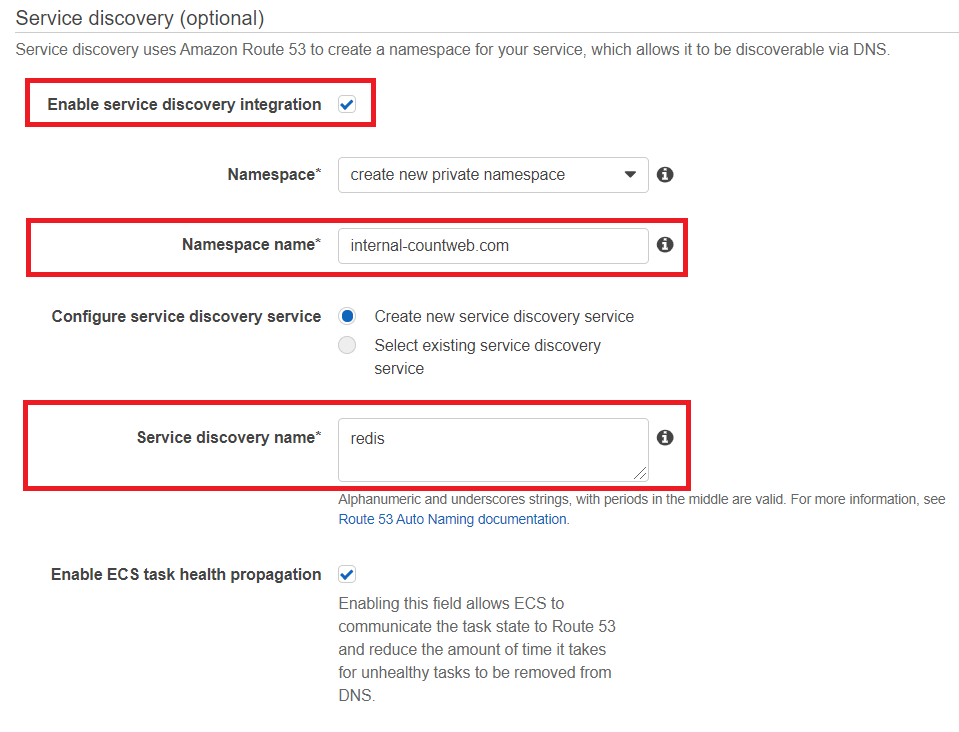 Service discovery (optional)
Service discovery uses Amazon Route 53 to create a namespace for your service, which allows it to be discoverable via DNS.
Enable service discovery integration
Namespace* create new private namespace
Namespace name* internal-countweb.com
Configure service discovery service Create new service discovery service
Select existing service discovery
service
Service discovery name* redis
Alphanumeric and underscores strings, with periods in the middle are valid. For more information, see
Route 53 Auto Naming documentation.
Enable ECS task health propagation
Enabling this field allows ECS to
communicate the task state to Route 53
and reduce the amount of time it takes
for unhealthy tasks to be removed from
DNS.